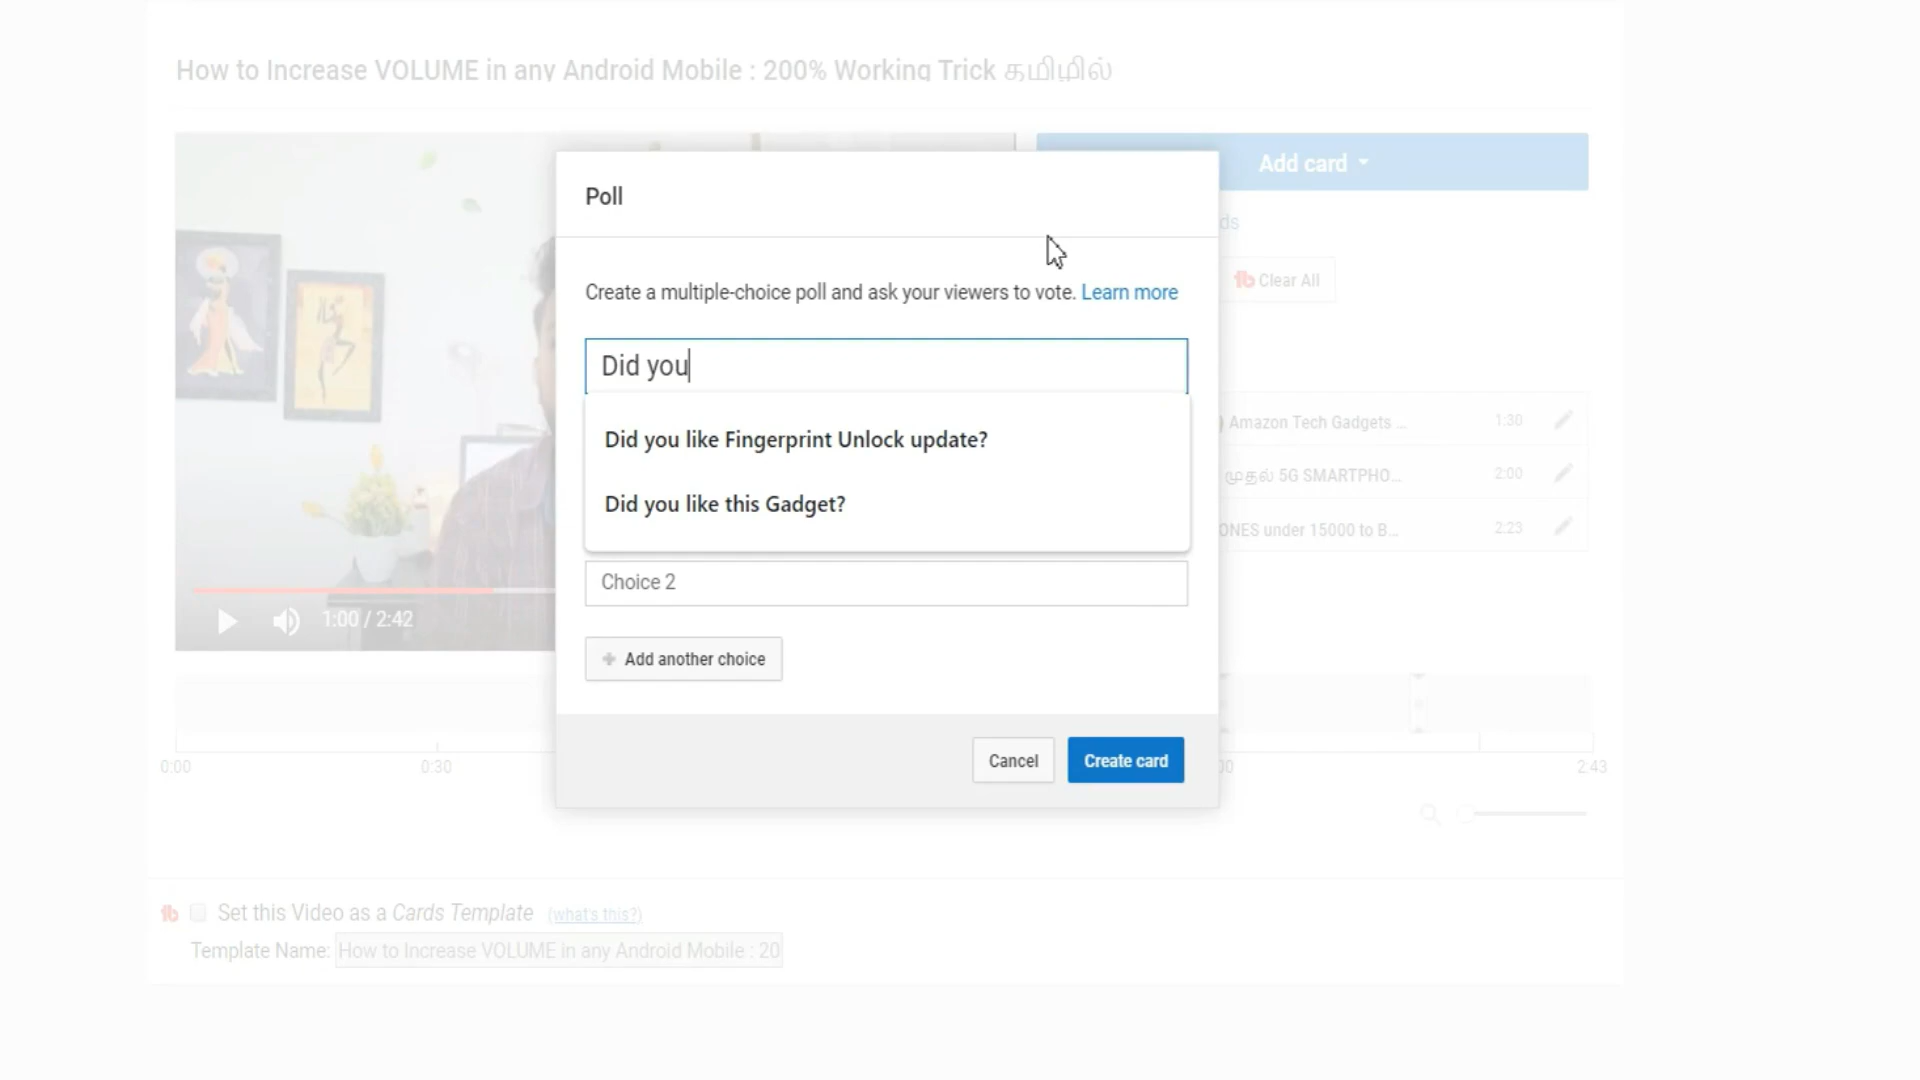 How to Increase VOLUME in any Android Mobile : 200% Working Trick தமிழில்
Add card
Poll
ds
Create a multiple-choice poll and ask your viewers to vote. Learn more
Clear All
Did you
Did you like Fingerprint Unlock update?
Did you like this Gadget?
) Amazon Tech Gadgets ... 1:30
முதல் 5G SMARTPHO... 2:00
ONES under 15000 to B... 2:23
Choice 2
1:00 / 2:42
Add another choice
Cancel
Create card
0:00
0:30
00
2:43
Set this Video as a Cards Template (what's this?)
Template Name: How to Increase VOLUME in any Android Mobile : 20